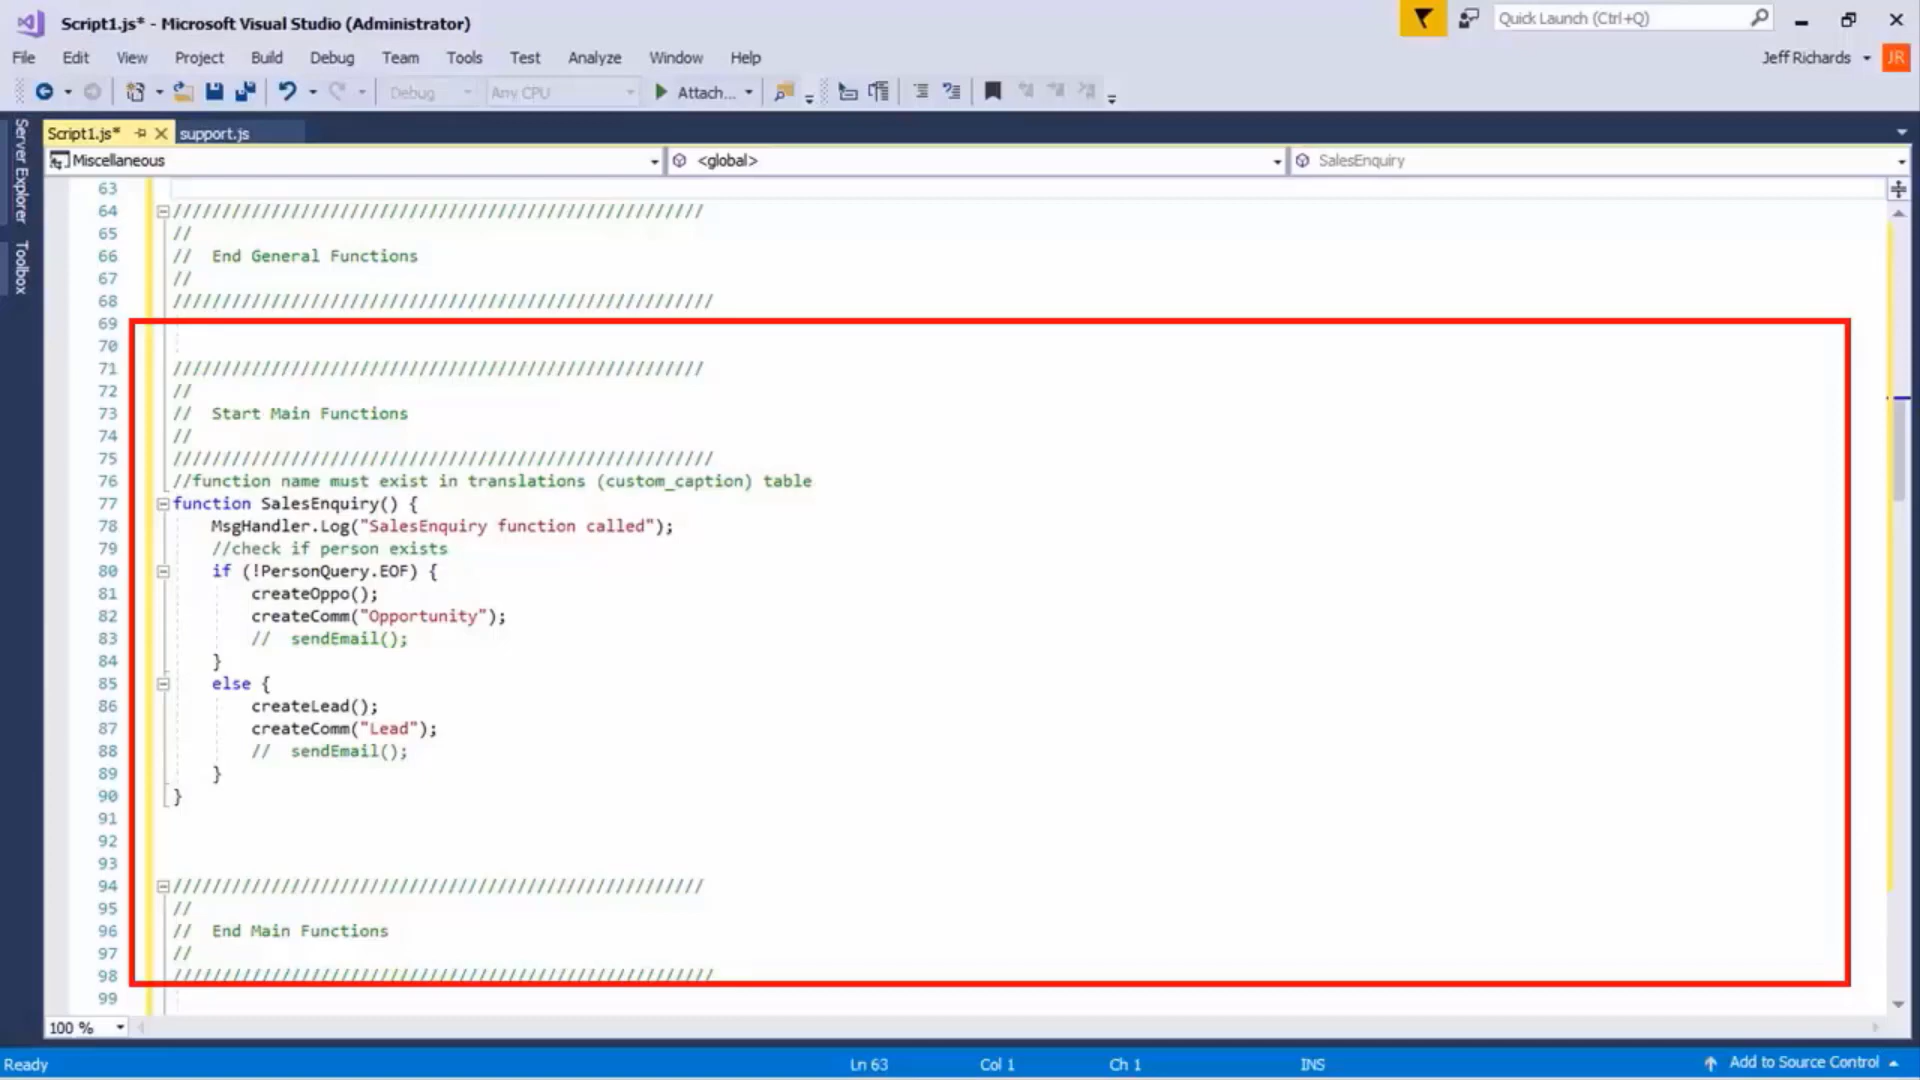 Script1.js* - Microsoft Visual Studio (Administrator)
Quick Launch (Ctrl+Q)
File Edit View Project Build Debug Team Tools Test Analyze Window Help
Jeff Richards JR
Debug Any CPU Attach...
Server Explorer
Toolbox
Script1.js* support.js
Miscellaneous <global> SalesEnquiry
63
64 //////////////////////////////////////////////////////
65 //
66 // End General Functions
67 //
68 ///////////////////////////////////////////////////////
69
70
71 //////////////////////////////////////////////////////
72 //
73 // Start Main Functions
74 //
75 ///////////////////////////////////////////////////////
76 //function name must exist in translations (custom_caption) table
77 function SalesEnquiry() {
78 MsgHandler.Log("SalesEnquiry function called");
79 //check if person exists
80 if (!PersonQuery.EOF) {
81 createOppo();
82 createComm("Opportunity");
83 // sendEmail();
84 }
85 else {
86 createLead();
87 createComm("Lead");
88 // sendEmail();
89 }
90 }
91
92
93
94 //////////////////////////////////////////////////////
95 //
96 // End Main Functions
97 //
98 ///////////////////////////////////////////////////////
99
100 %
Ready Ln 63 Col 1 Ch 1 INS Add to Source Control